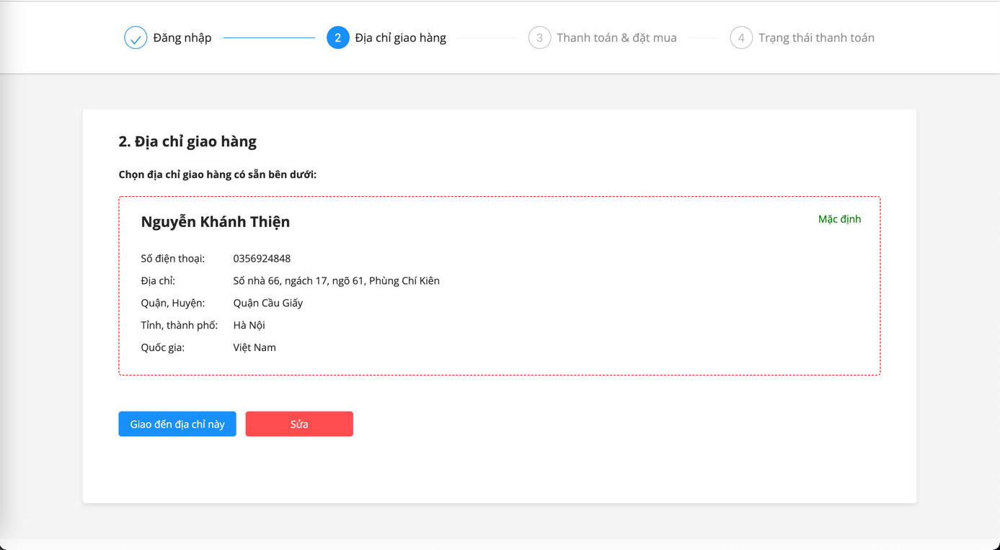 Đăng nhập 2 Địa chỉ giao hàng 3 Thanh toán & đặt mua 4 Trạng thái thanh toán
2. Địa chỉ giao hàng
Chọn địa chỉ giao hàng có sẵn bên dưới:
Nguyễn Khánh Thiện Mặc định
Số điện thoại: 0356924848
Địa chỉ: Số nhà 66, ngách 17, ngõ 61, Phùng Chí Kiên
Quận, Huyện: Quận Cầu Giấy
Tỉnh, thành phố: Hà Nội
Quốc gia: Việt Nam
Giao đến địa chỉ này Sửa